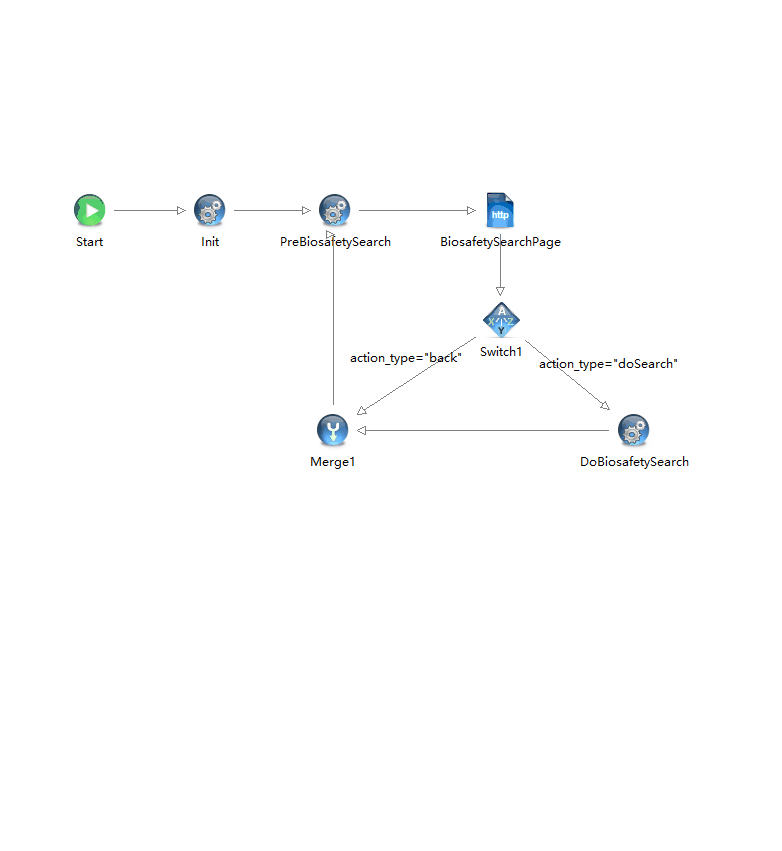 http
Start
Init
PreBiosafetySearch
BiosafetySearchPage
A
X
Z
Y
Switch1
action_type="back"
action_type="doSearch"
Merge1
DoBiosafetySearch